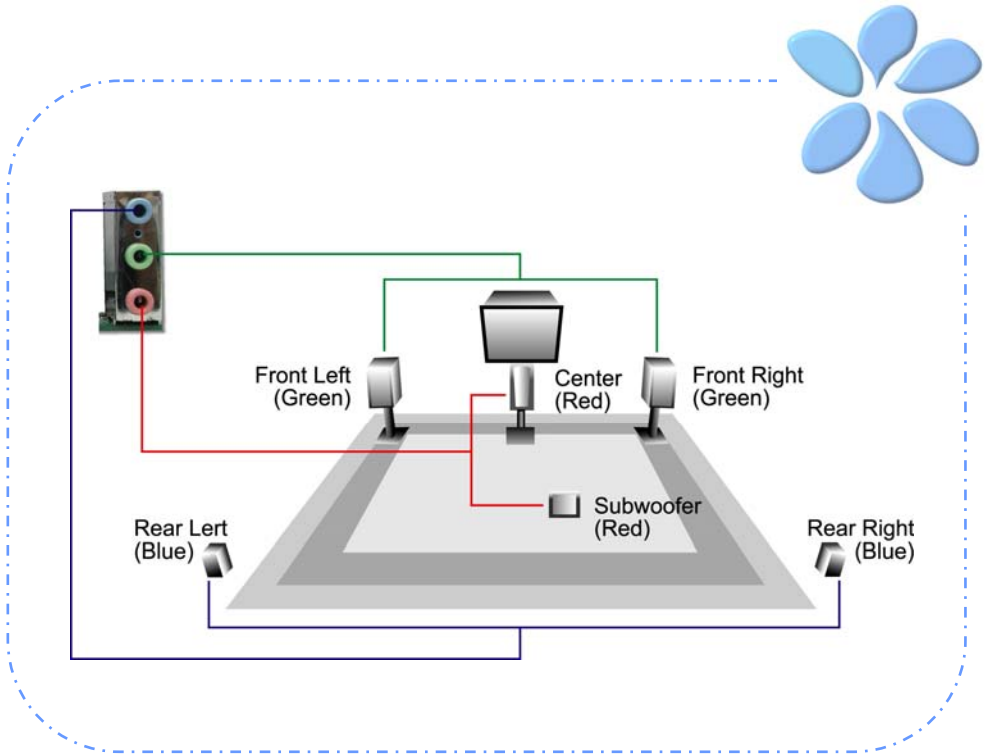 Front Left
(Green)
Center
(Red)
Front Right
(Green)
Subwoofer
(Red)
Rear Lert
(Blue)
Rear Right
(Blue)